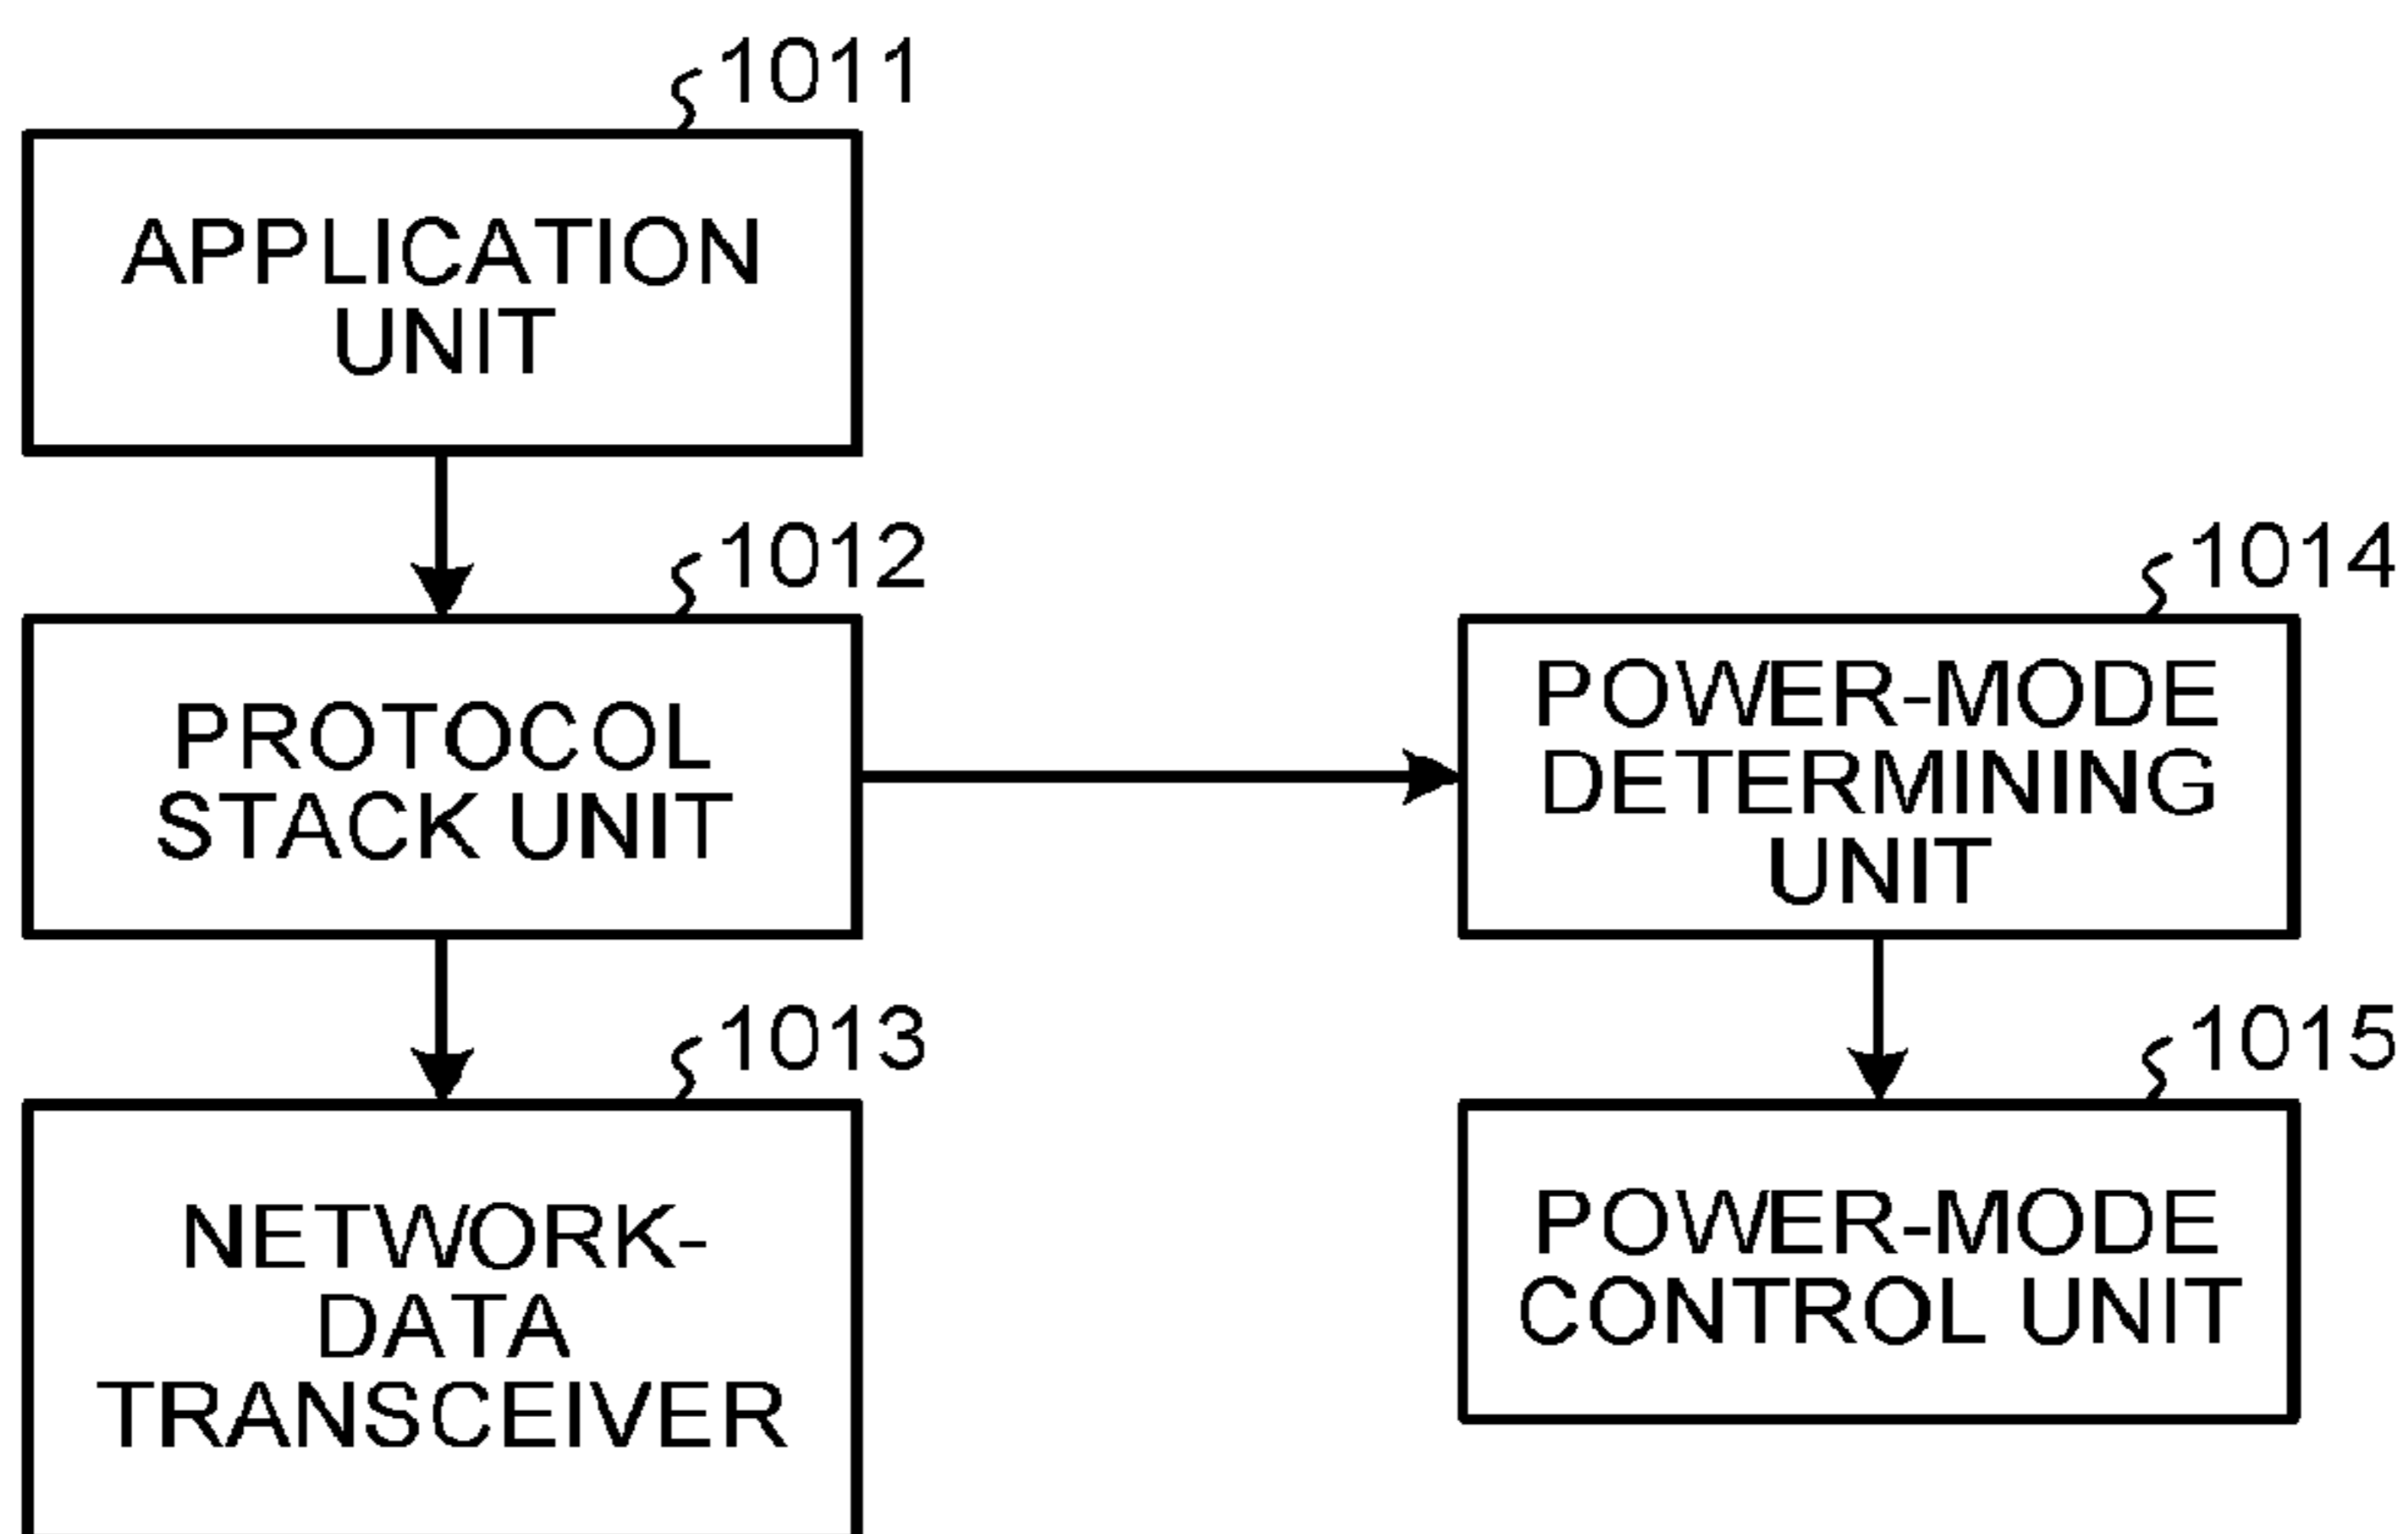 1011
APPLICATION
UNIT
1012
PROTOCOL
STACK UNIT
1014
POWER-MODE
DETERMINING
UNIT
1013
NETWORK-
DATA
TRANSCEIVER
1015
POWER-MODE
CONTROL UNIT